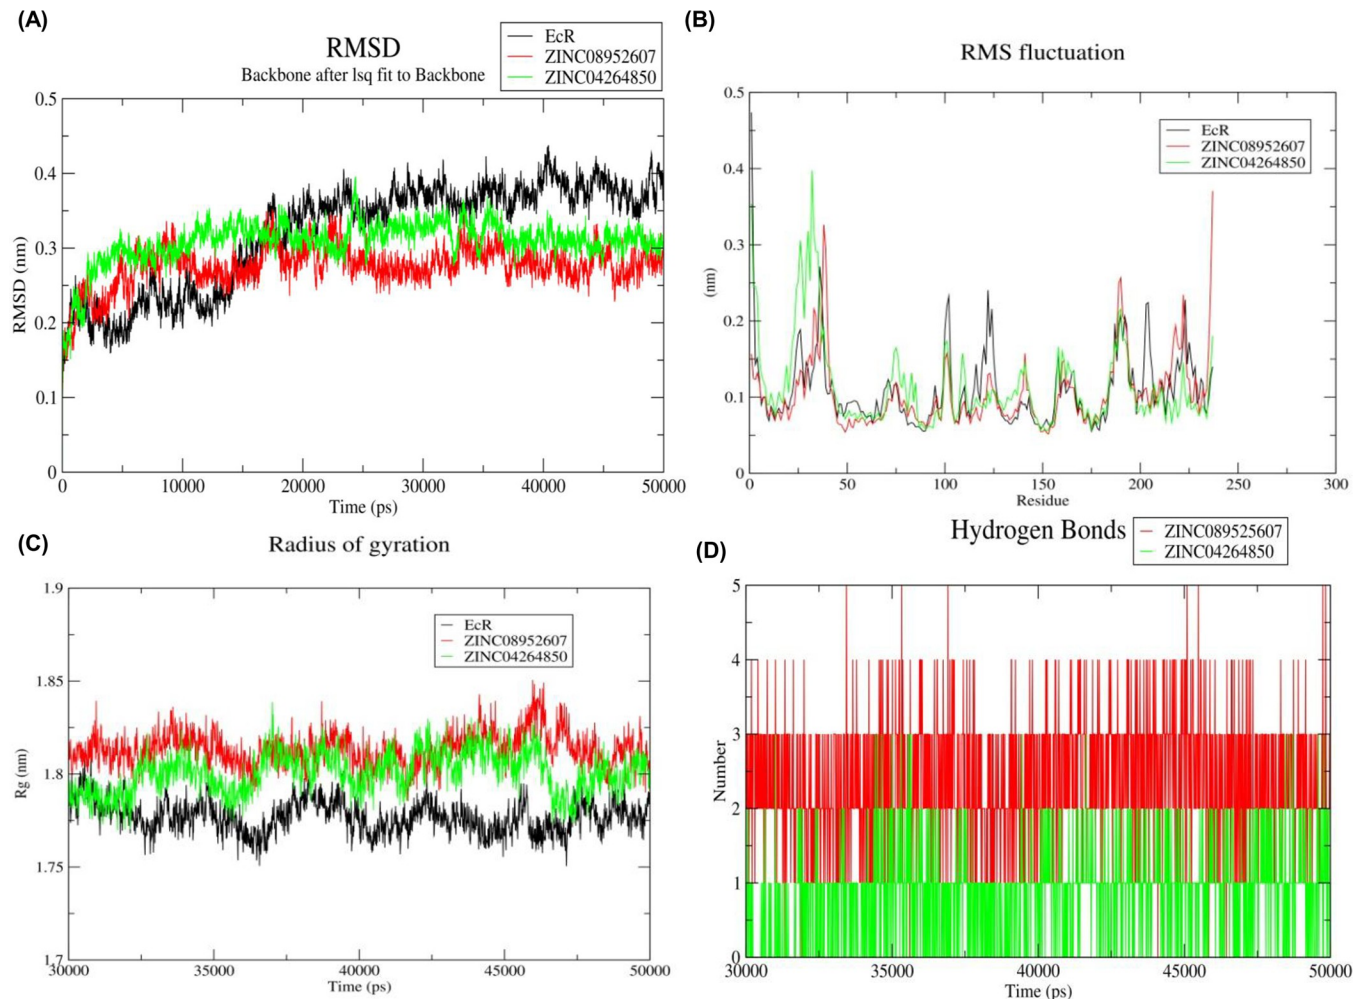 (A)
RMSD
Backbone after lsq fit to Backbone
EcR
ZINC08952607
ZINC04264850
0.5
0.4
0.3
0.2
0.1
0
RMSD (nm)
0 10000 20000 30000 40000 50000
Time (ps)
(B)
RMS fluctuation
EcR
ZINC08952607
ZINC04264850
0.5
0.4
0.3
0.2
0.1
0
(nm)
0 50 100 150 200 250 300
Residue
(C)
Radius of gyration
EcR
ZINC08952607
ZINC04264850
1.9
1.85
1.8
1.75
1.7
Rg (nm)
30000 35000 40000 45000 50000
Time (ps)
(D)
Hydrogen Bonds
ZINC089525607
ZINC04264850
5
4
3
2
1
0
Number
30000 35000 40000 45000 50000
Time (ps)